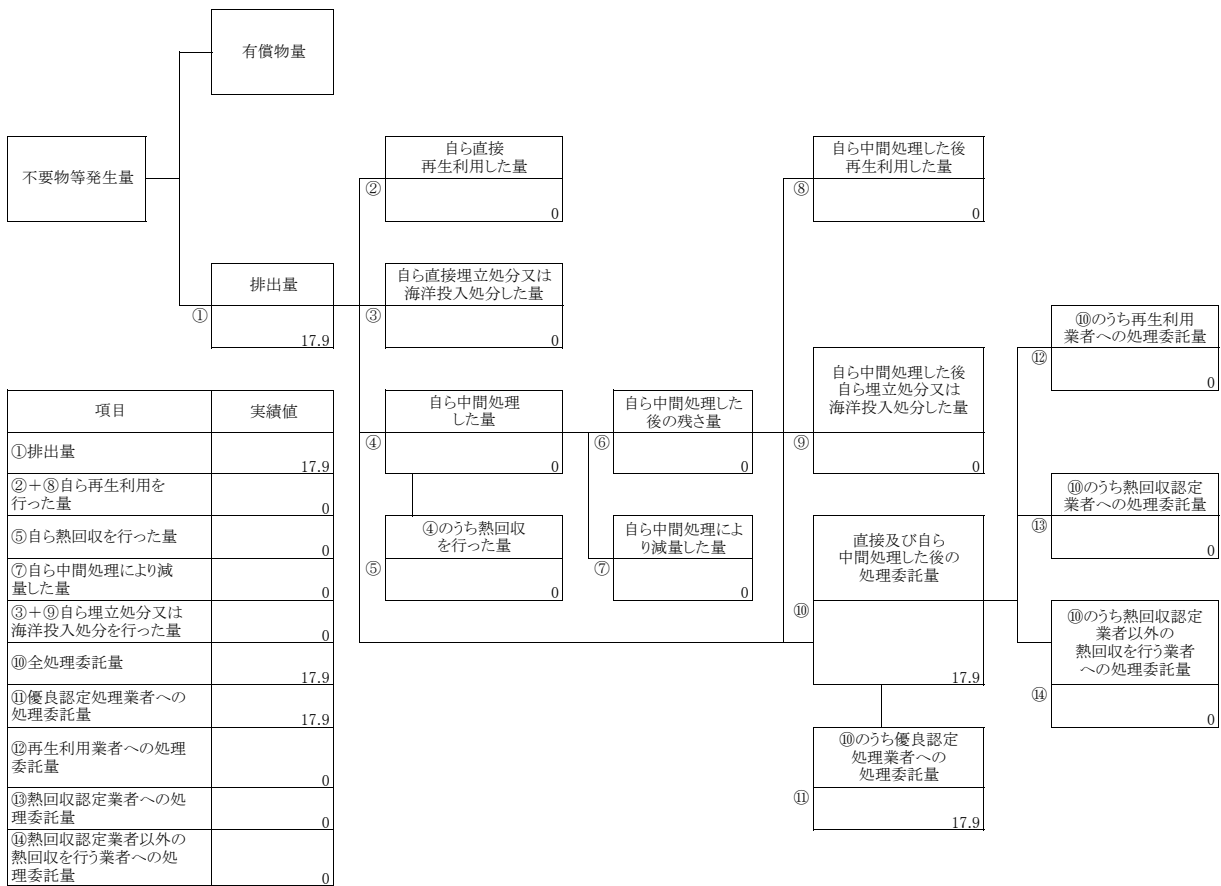 有償物量
不要物等発生量
自ら直接
再生利用した量
②
0
自ら中間処理した後
再生利用した量
⑧
0
排出量
①
17.9
自ら直接埋立処分又は
海洋投入処分した量
③
0
⑩のうち再生利用
業者への処理委託量
⑫
0
自ら中間処理
した量
④
0
自ら中間処理した
後の残さ量
⑥
0
自ら中間処理した後
自ら埋立処分又は
海洋投入処分した量
⑨
0
⑩のうち熱回収認定
業者への処理委託量
⑬
0
④のうち熱回収
を行った量
⑤
0
自ら中間処理によ
り減量した量
⑦
0
直接及び自ら
中間処理した後の
処理委託量
⑩
17.9
⑩のうち熱回収認定
業者以外の
熱回収を行う業者
への処理委託量
⑭
0
⑩のうち優良認定
処理業者への
処理委託量
⑪
17.9
項目 実績値
①排出量
17.9
②＋⑧自ら再生利用を
行った量
0
⑤自ら熱回収を行った量
0
⑦自ら中間処理により減
量した量
0
③＋⑨自ら埋立処分又は
海洋投入処分を行った量
0
⑩全処理委託量
17.9
⑪優良認定処理業者への
処理委託量
17.9
⑫再生利用業者への処理
委託量
0
⑬熱回収認定業者への処
理委託量
0
⑭熱回収認定業者以外の
熱回収を行う業者への処
理委託量
0